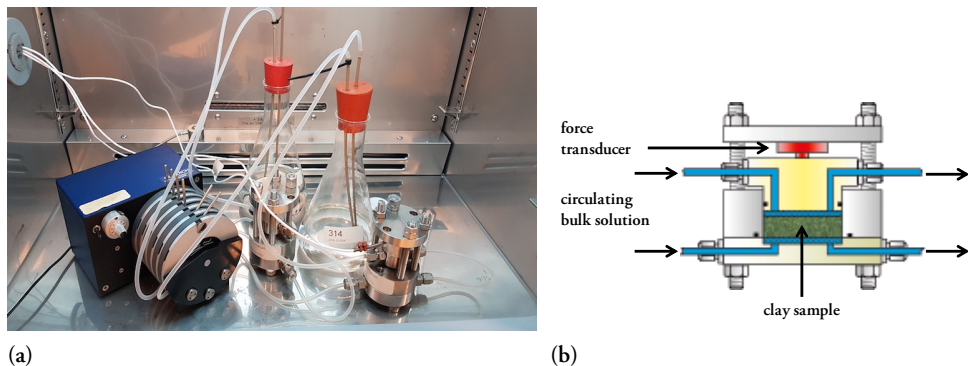 314
force
transducer
circulating
bulk solution
clay sample
(a)
(b)